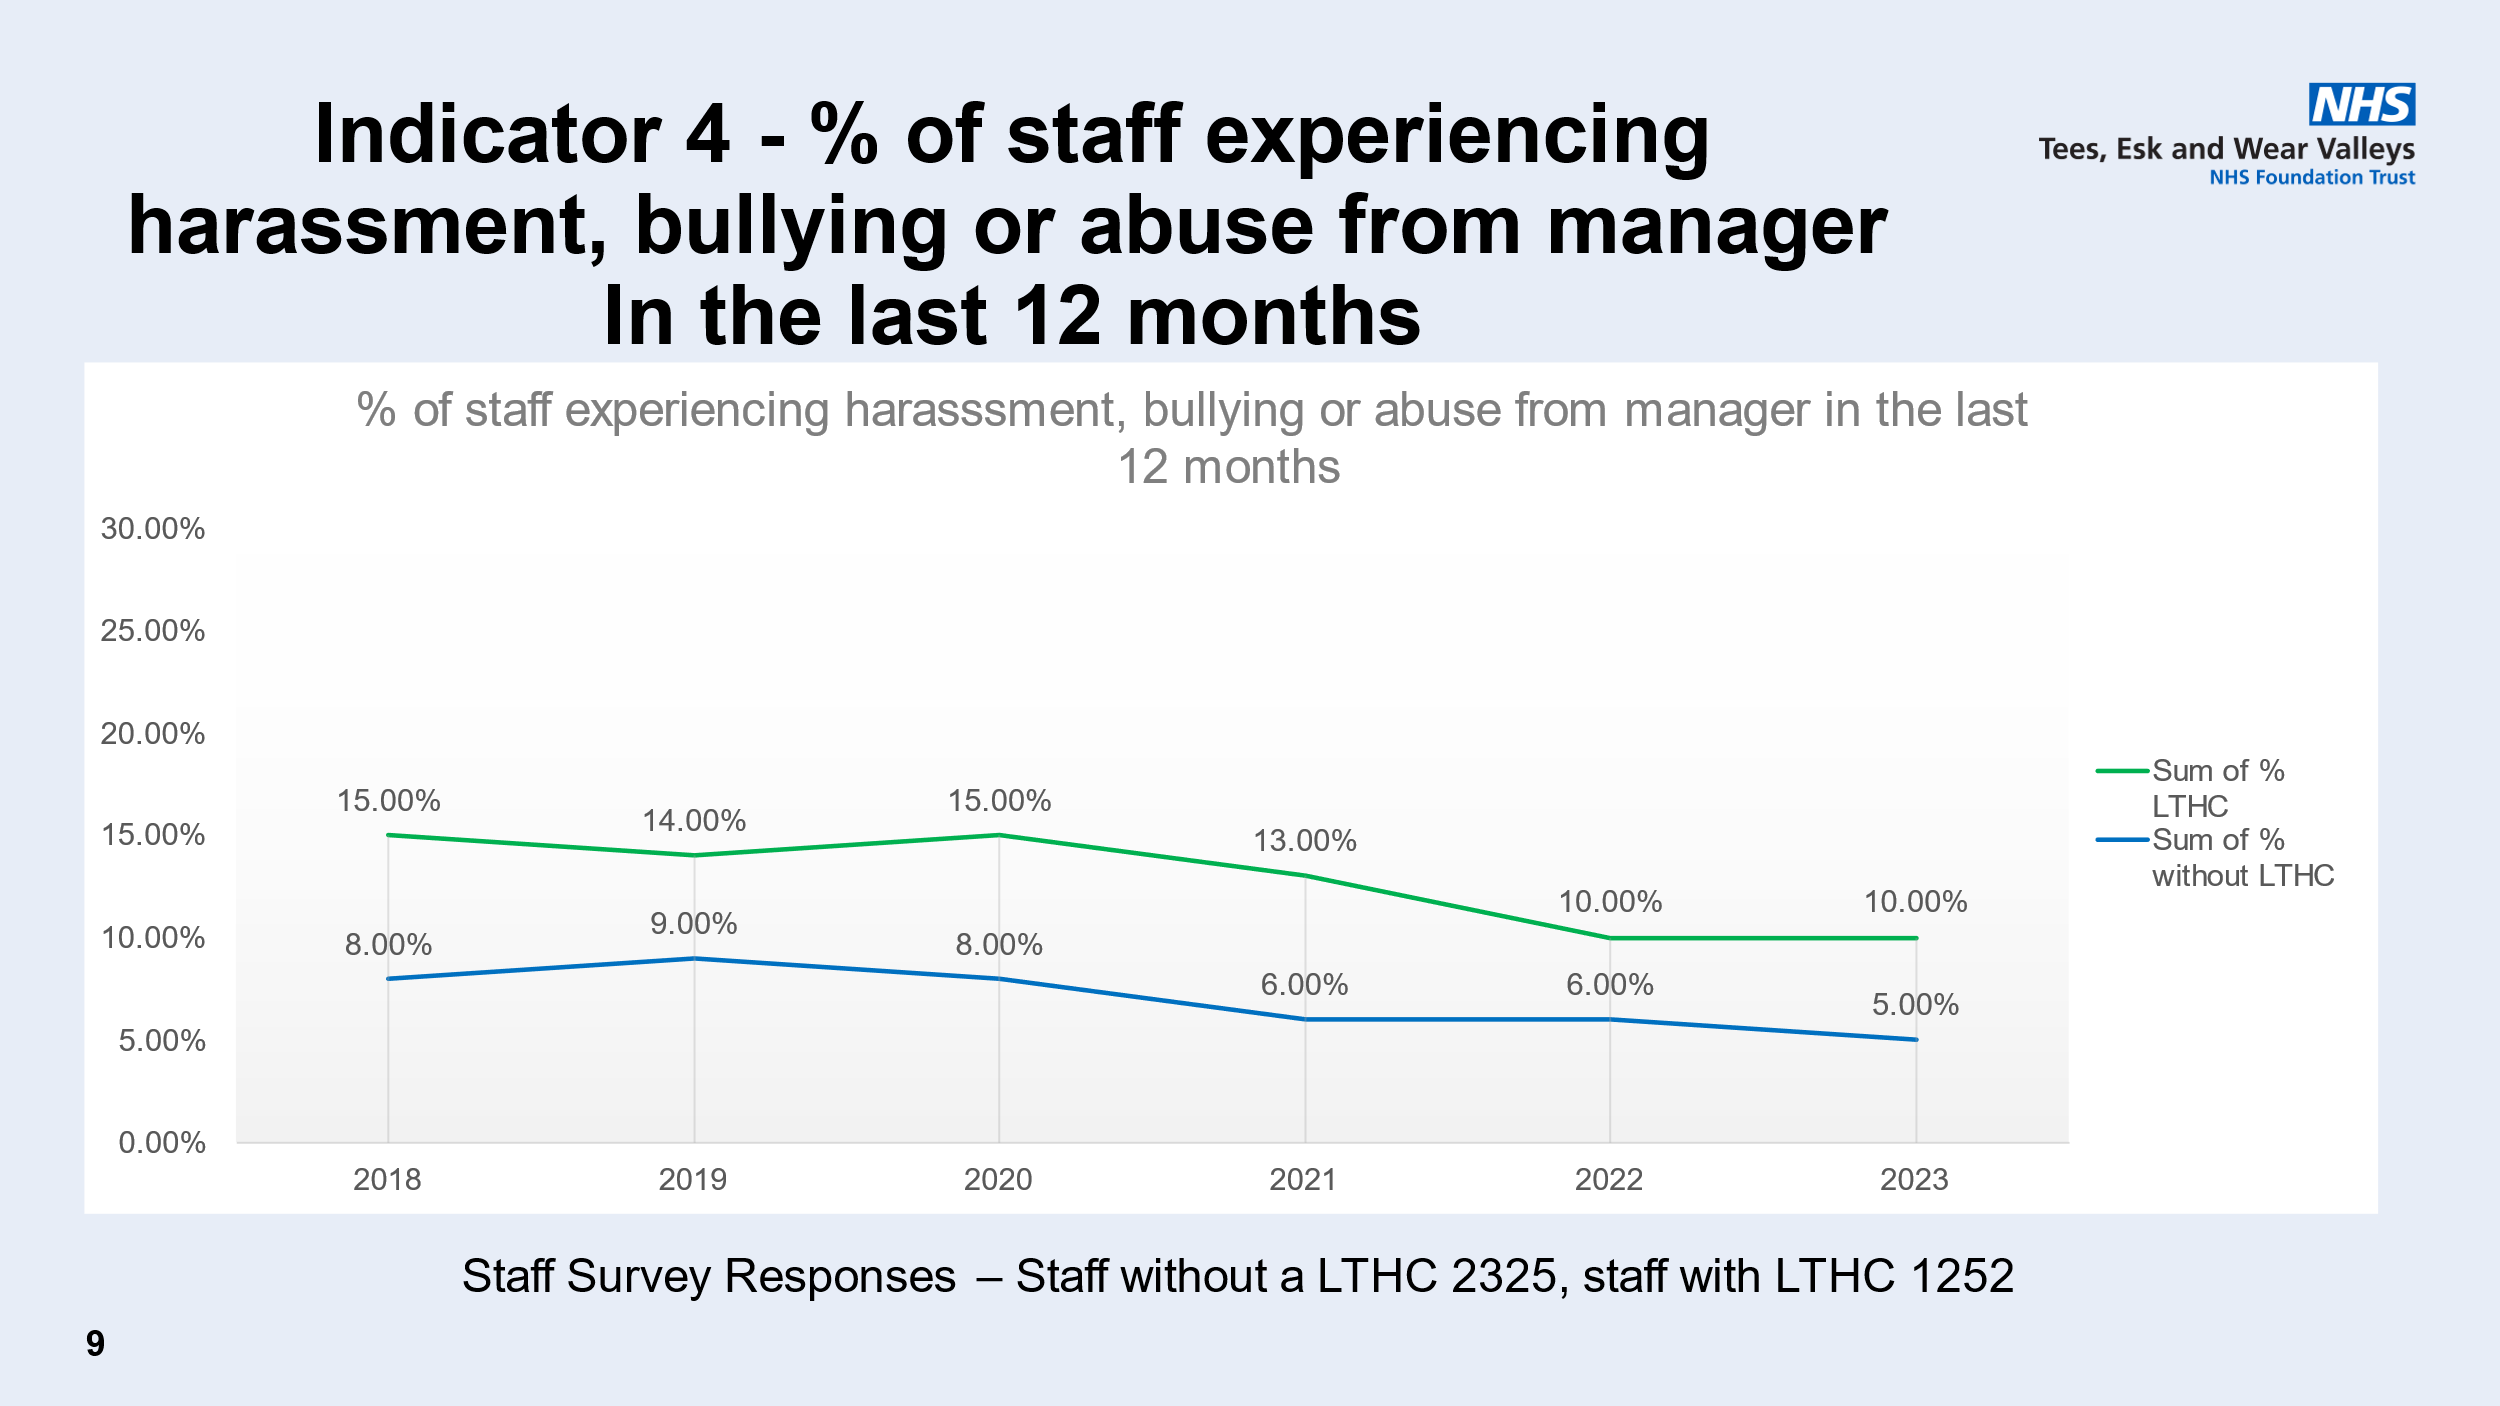 Indicator 4 - % of staff experiencing
harassment, bullying or abuse from manager
In the last 12 months
NHS
Tees, Esk and Wear Valleys
NHS Foundation Trust
% of staff experiencing harasssment, bullying or abuse from manager in the last
12 months
30.00%
25.00%
20.00%
15.00%
10.00%
5.00%
0.00%
15.00%
14.00%
15.00%
13.00%
10.00%
10.00%
8.00%
9.00%
8.00%
6.00%
6.00%
5.00%
2018
2019
2020
2021
2022
2023
Sum of %
LTHC
Sum of %
without LTHC
Staff Survey Responses – Staff without a LTHC 2325, staff with LTHC 1252
9